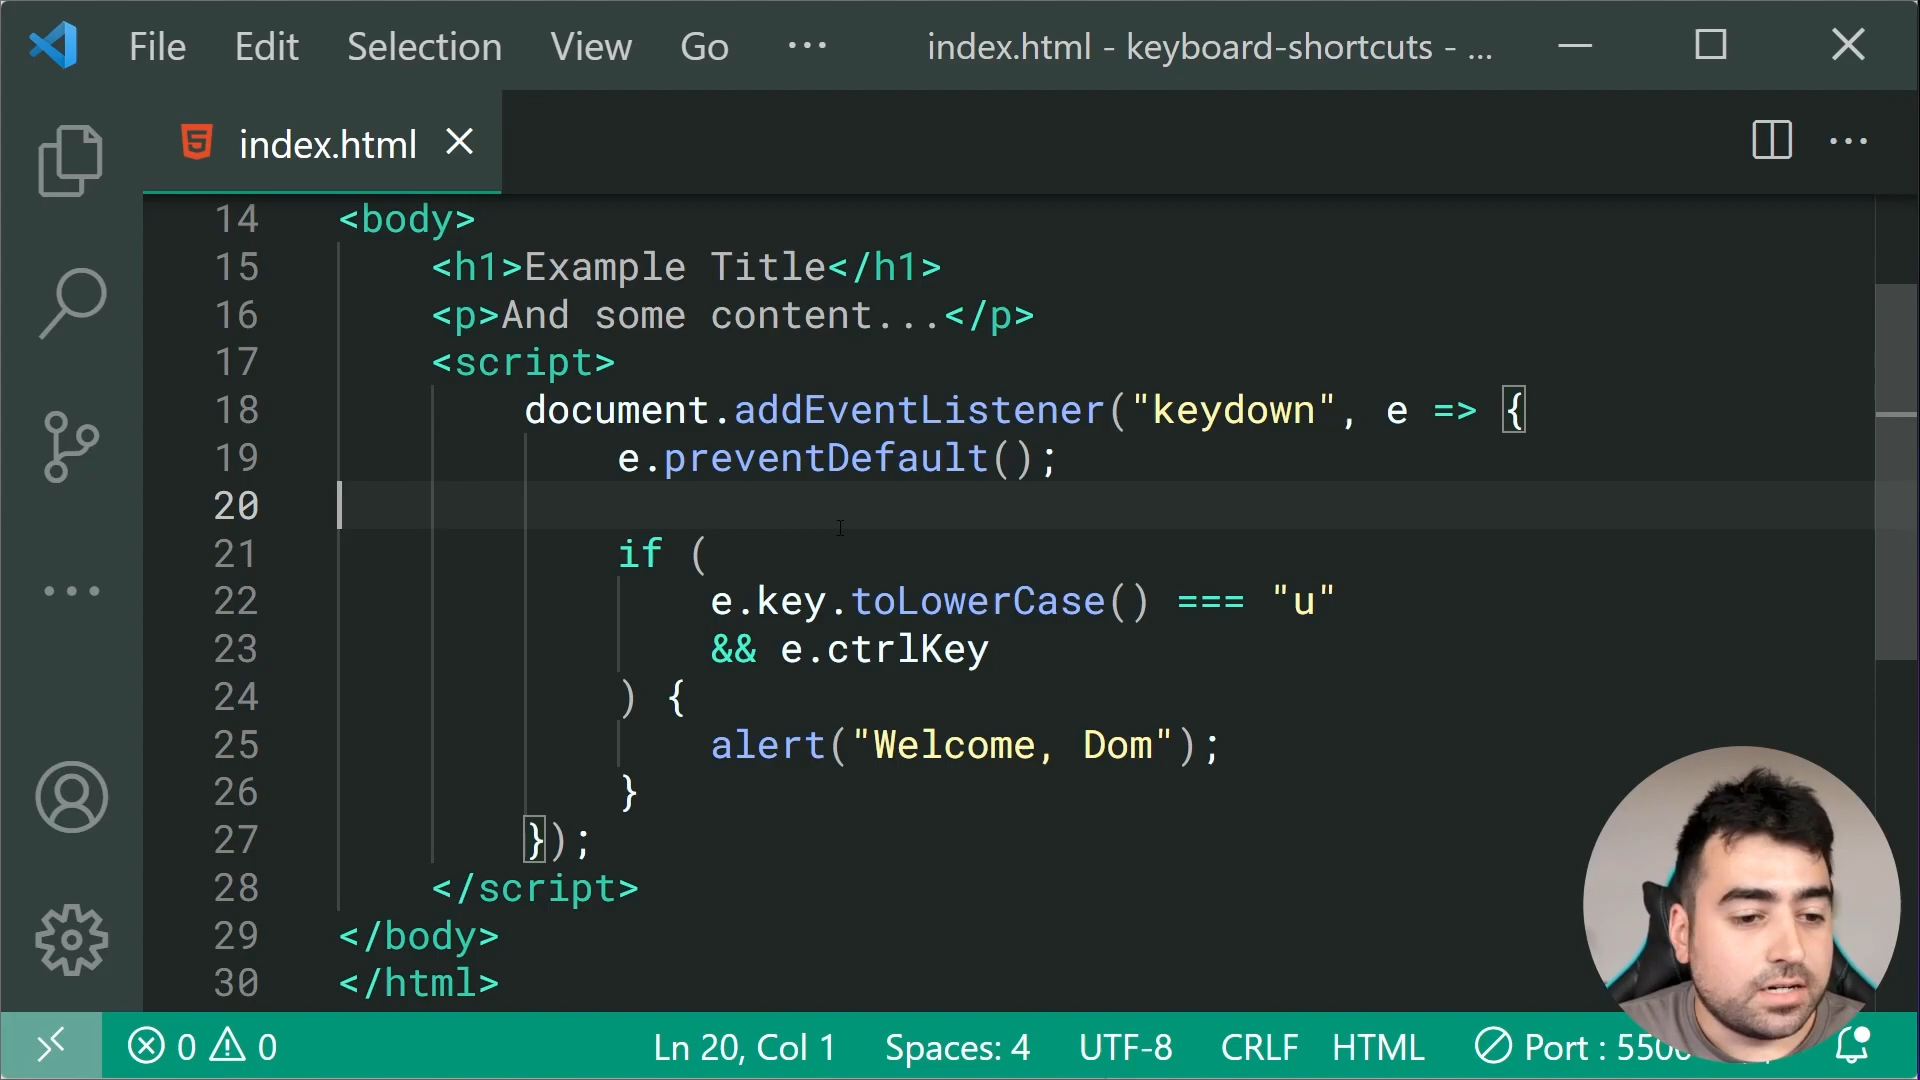 File Edit Selection View Go ··· index.html - keyboard-shortcuts - ...
index.html
14 <body>
15 <h1>Example Title</h1>
16 <p>And some content...</p>
17 <script>
18 document.addEventListener("keydown", e => {
19 e.preventDefault();
20
21 if (
22 e.key.toLowerCase() === "u"
23 && e.ctrlKey
24 ) {
25 alert("Welcome, Dom");
26 }
27 });
28 </script>
29 </body>
30 </html>
0 0 Ln 20, Col 1 Spaces: 4 UTF-8 CRLF HTML Port :